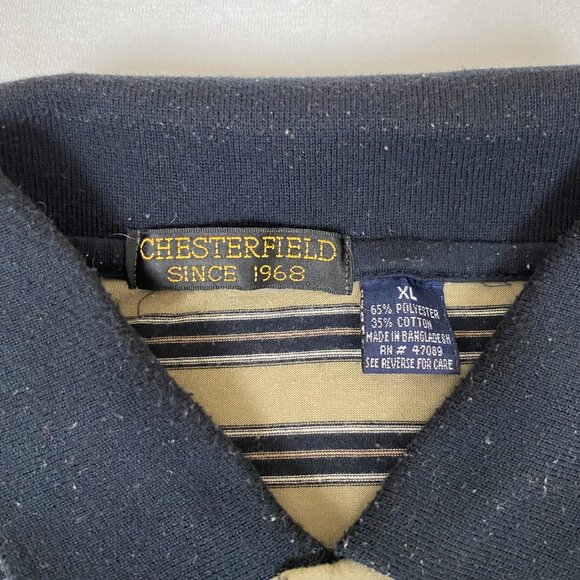 CHESTERFIELD
SINCE 1968
XL
65% POLYESTER
35% COTTON
MADE IN BANGLADESH
RN # 47089
SEE REVERSE FOR CARE